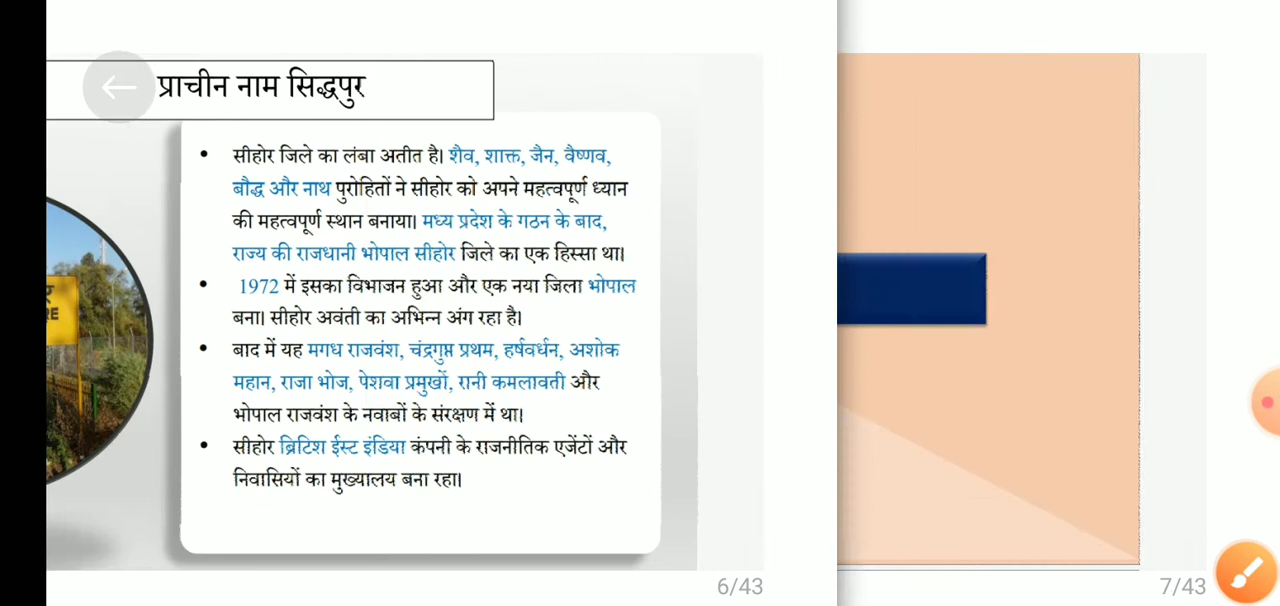 प्राचीन नाम सिद्धपुर
• सीहोर जिले का लंबा अतीत है। शैव, शाक्त, जैन, वैष्णव,
बौद्ध और नाथ पुरोहितों ने सीहोर को अपने महत्वपूर्ण ध्यान
की महत्वपूर्ण स्थान बनाया। मध्य प्रदेश के गठन के बाद,
राज्य की राजधानी भोपाल सीहोर जिले का एक हिस्सा था।
• 1972 में इसका विभाजन हुआ और एक नया जिला भोपाल
बना। सीहोर अवंती का अभिन्न अंग रहा है।
• बाद में यह मगध राजवंश, चंद्रगुप्त प्रथम, हर्षवर्धन, अशोक
महान, राजा भोज, पेशवा प्रमुखों, रानी कमलावती और
भोपाल राजवंश के नवाबों के संरक्षण में था।
• सीहोर ब्रिटिश ईस्ट इंडिया कंपनी के राजनीतिक एजेंटों और
निवासियों का मुख्यालय बना रहा।
6/43
7/43